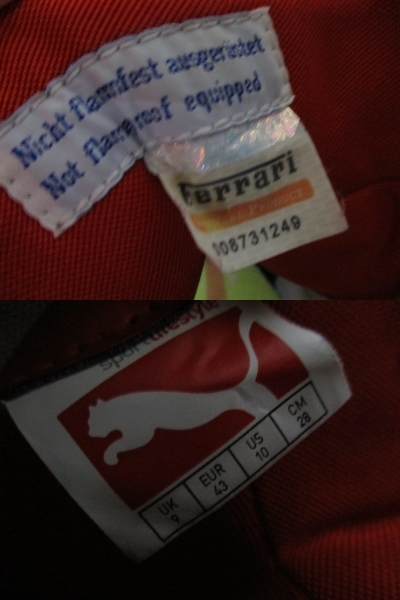 Nicht flammfest ausgerüstet
Not flameproof equipped
Ferrari
008731249
sportlifestyle
UK EUR US CM
9 43 10 28